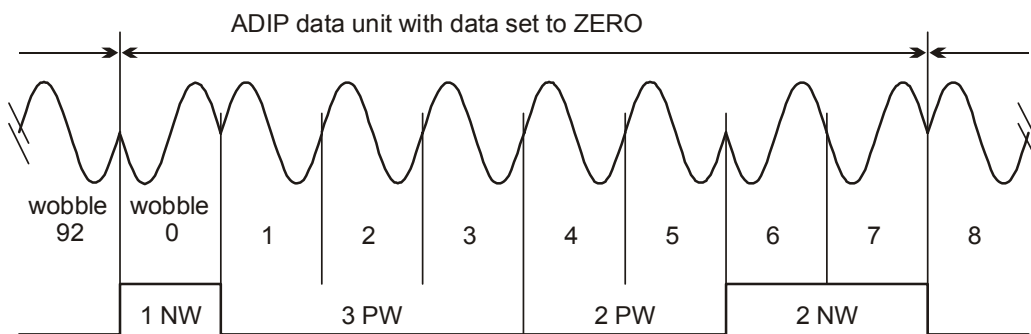 ADIP data unit with data set to ZERO
wobble 92
wobble 0
1
2
3
4
5
6
7
8
1 NW
3 PW
2 PW
2 NW